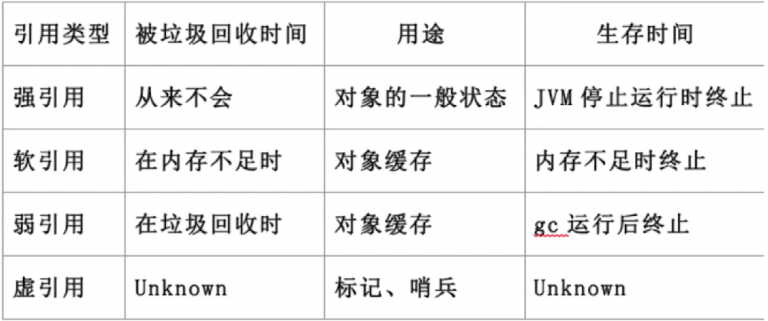 引用类型 被垃圾回收时间 用途 生存时间
强引用 从来不会 对象的一般状态 JVM 停止运行时终止
软引用 在内存不足时 对象缓存 内存不足时终止
弱引用 在垃圾回收时 对象缓存 gc 运行后终止
虚引用 Unknown 标记、哨兵 Unknown